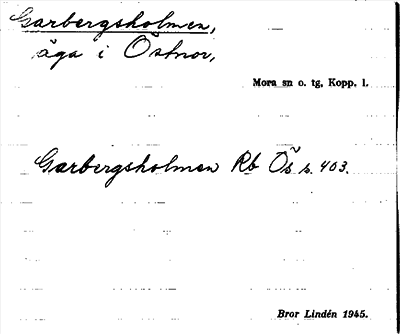 Garbergsholmen,
äga i Östnor,
Mora sn o. tg, Kopp. l.
Garbergsholmen Rb Ös s. 403.
Bror Lindén 1945.